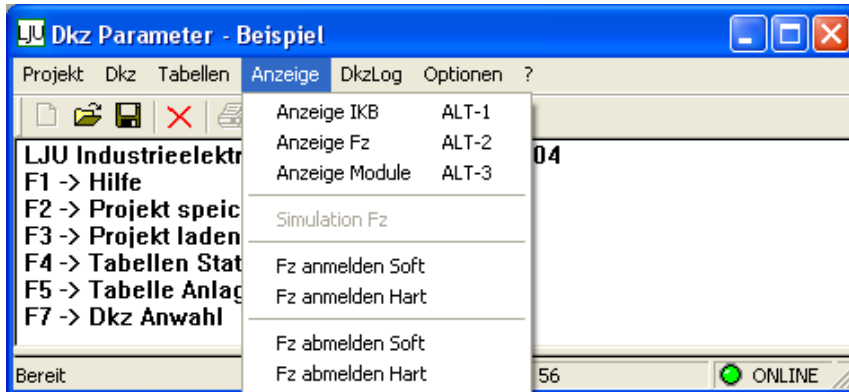 LJU Dkz Parameter - Beispiel
Projekt Dkz Tabellen Anzeige DkzLog Optionen ?
Anzeige IKB ALT-1
Anzeige Fz ALT-2
Anzeige Module ALT-3
Simulation Fz
Fz anmelden Soft
Fz anmelden Hart
Fz abmelden Soft
Fz abmelden Hart
LJU Industrieelektr 04
F1 -> Hilfe
F2 -> Projekt speic
F3 -> Projekt laden
F4 -> Tabellen Stat
F5 -> Tabelle Anlag
F7 -> Dkz Anwahl
Bereit 56 ONLINE